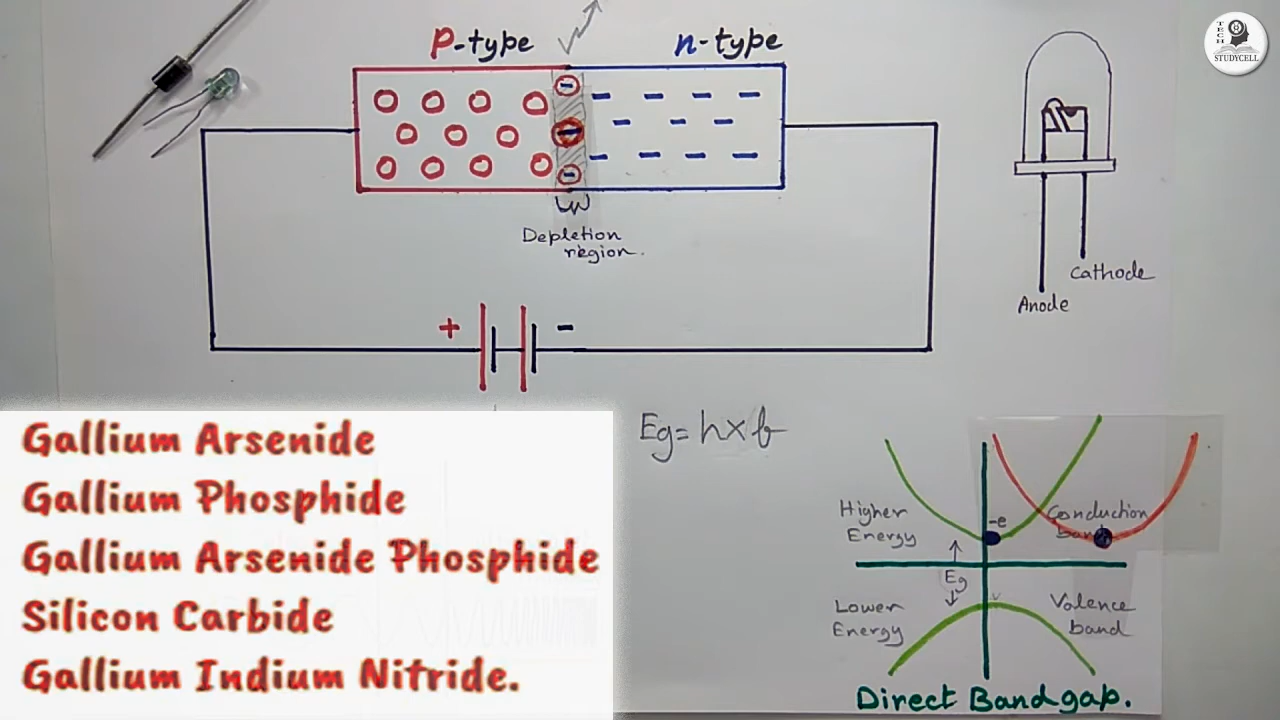 p-type
n-type
TECH
STUDYCELL
Depletion
region.
Cathode
Anode
+
-
Eg = h×f
Higher
Energy
-e
Conduction
band
Eg
Lower
Energy
Valence
band
Direct Bandgap.
Gallium Arsenide
Gallium Phosphide
Gallium Arsenide Phosphide
Silicon Carbide
Gallium Indium Nitride.